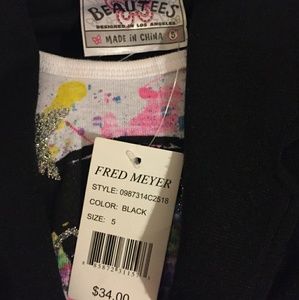 BEAUTEES
DESIGNED IN LOS ANGELES
MADE IN CHINA 5
FRED MEYER
STYLE: 0987314C2518
COLOR: BLACK
SIZE: 5
$34.00